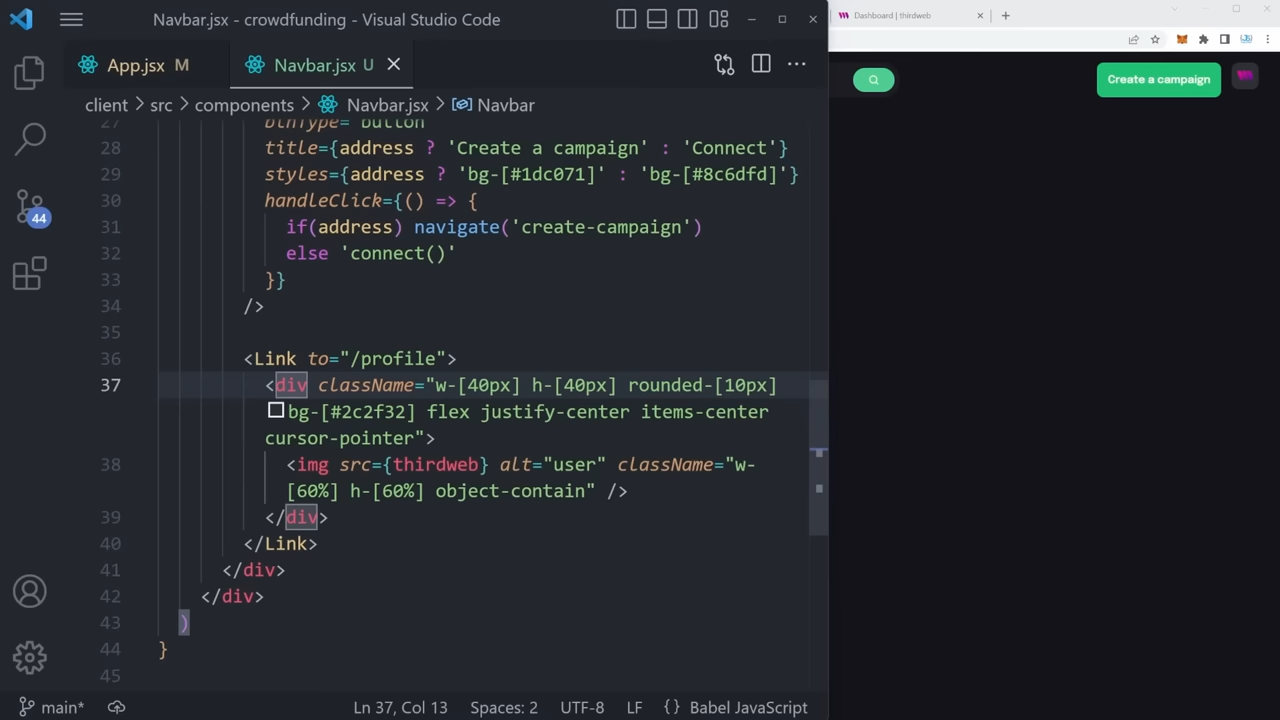 Navbar.jsx - crowdfunding - Visual Studio Code
Dashboard | thirdweb
App.jsx M
Navbar.jsx U
client > src > components > Navbar.jsx > Navbar
Create a campaign
27 btnType="button"
28 title={address ? 'Create a campaign' : 'Connect'}
29 styles={address ? 'bg-[#1dc071]' : 'bg-[#8c6dfd]'}
30 handleClick={() => {
31 if(address) navigate('create-campaign')
32 else 'connect()'
33 }}
34 />
35
36 <Link to="/profile">
37 <div className="w-[40px] h-[40px] rounded-[10px]
bg-[#2c2f32] flex justify-center items-center
cursor-pointer">
38 <img src={thirdweb} alt="user" className="w-
[60%] h-[60%] object-contain" />
39 </div>
40 </Link>
41 </div>
42 </div>
43 )
44 }
45
44
main* Ln 37, Col 13 Spaces: 2 UTF-8 LF {} Babel JavaScript